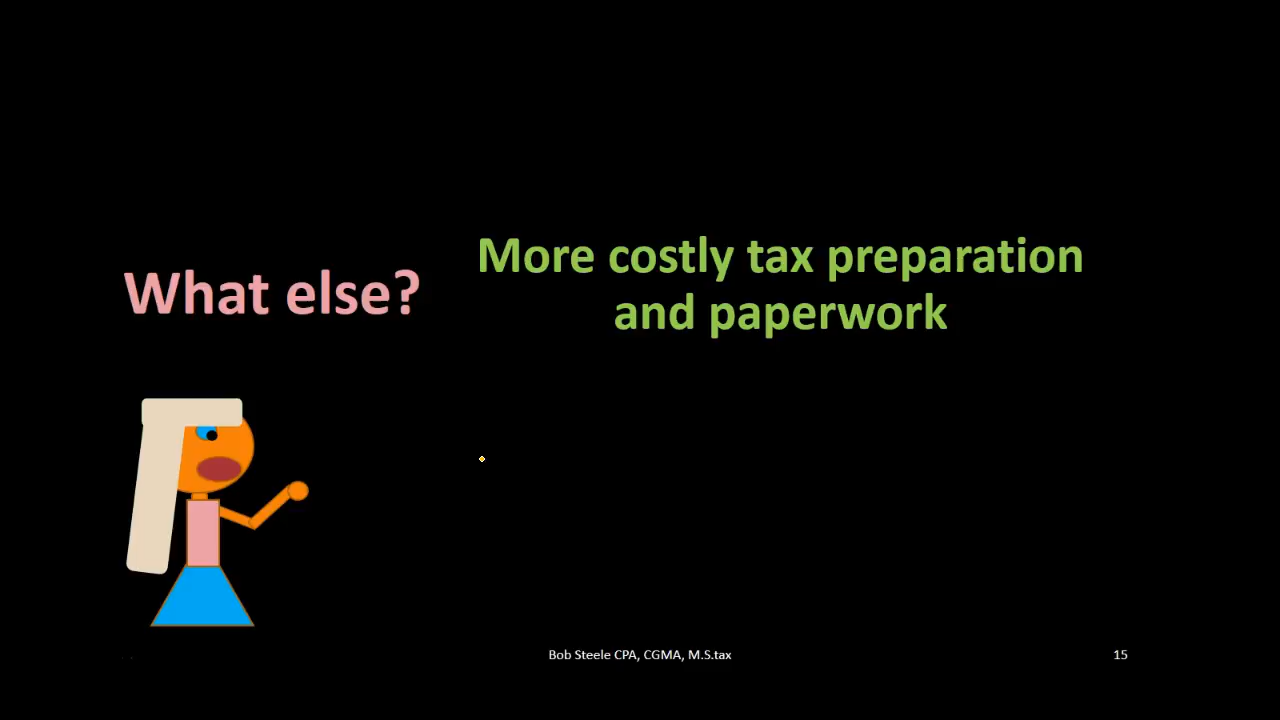 What else?
More costly tax preparation
and paperwork
Bob Steele CPA, CGMA, M.S.tax
15